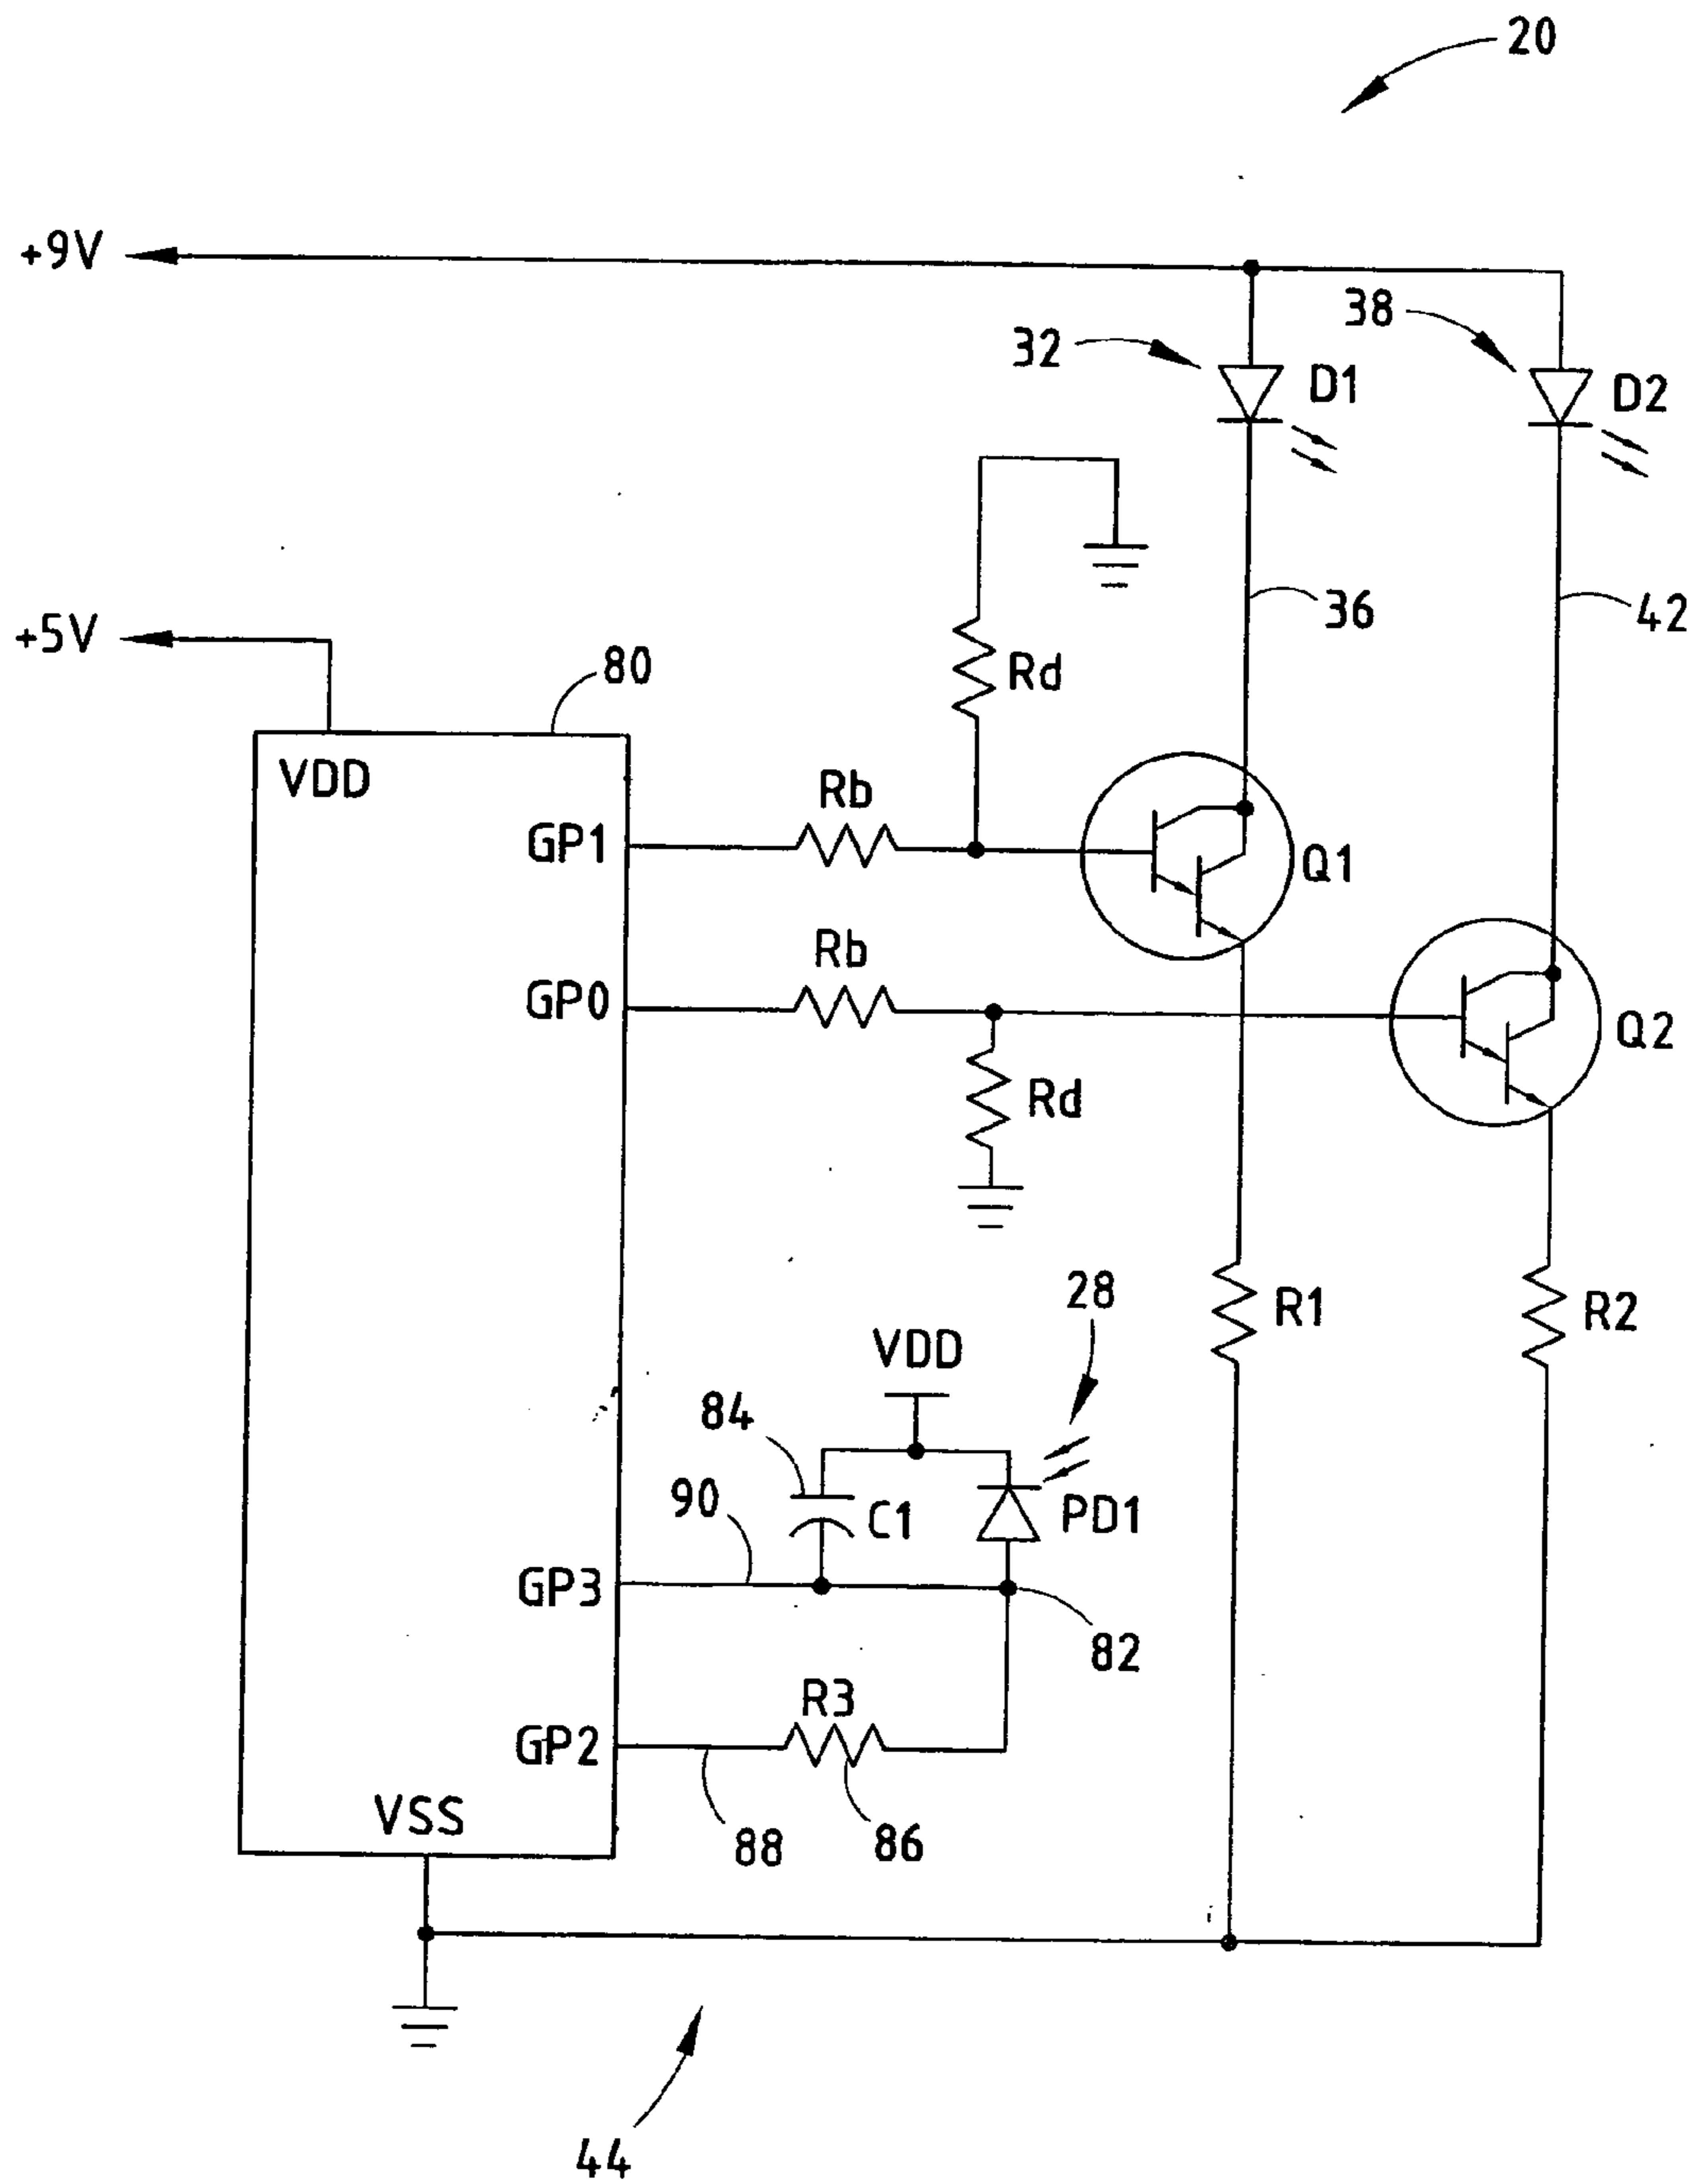 20
+9V
32
38
D1
D2
+5V
36
42
80
Rd
VDD
Rb
GP1
Q1
Rb
GP0
Q2
Rd
28
R1
R2
VDD
84
90
C1
PD1
GP3
82
R3
GP2
VSS
88
86
44